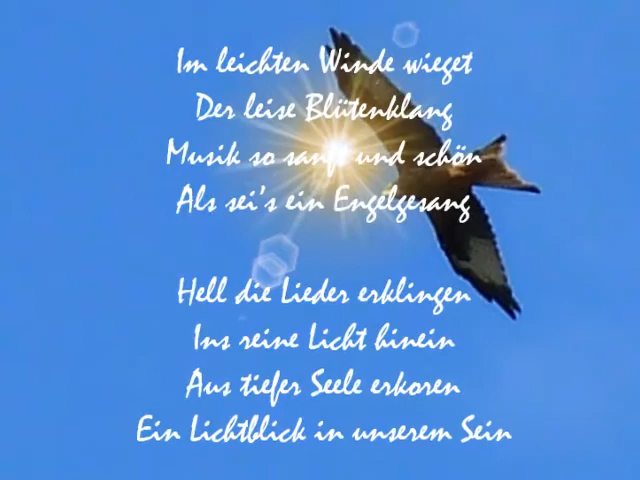 Im leichten Winde wieget
Der leise Blütenklang
Musik so sanft und schön
Als sei's ein Engelgesang
Hell die Lieder erklingen
Ins reine Licht hinein
Aus tiefer Seele erkoren
Ein Lichtblick in unserem Sein